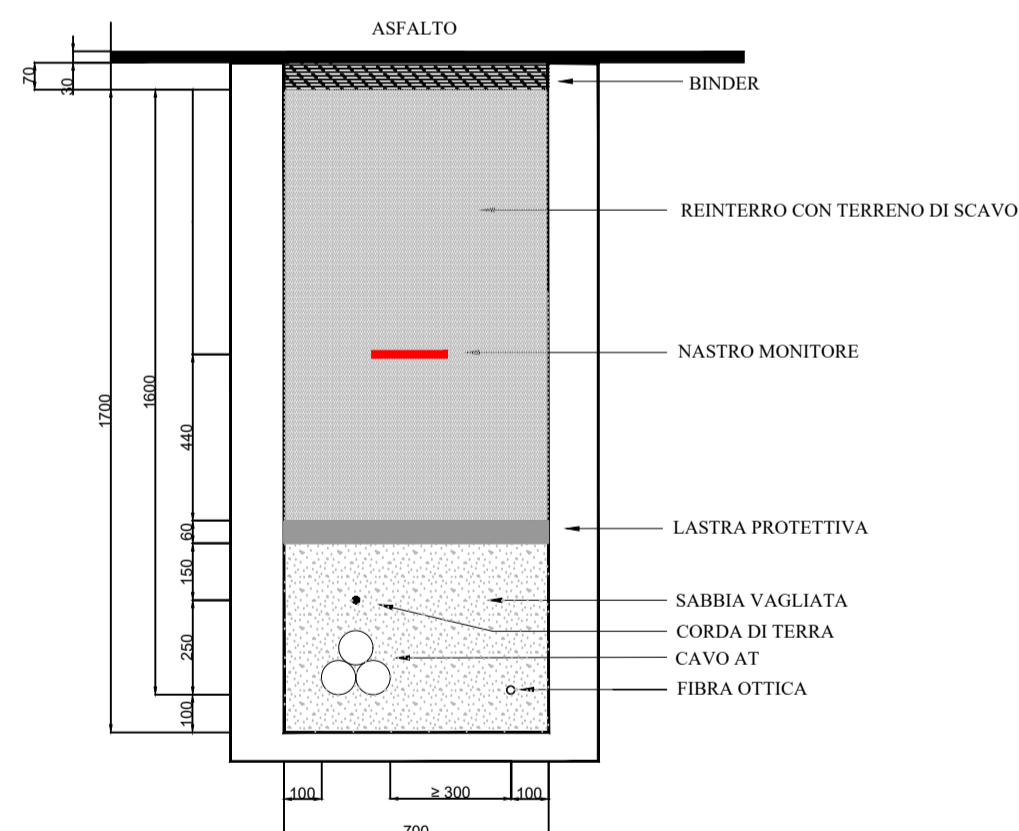 ASFALTO
70
30
BINDER
REINTERRO CON TERRENO DI SCAVO
NASTRO MONITORE
1700
1600
440
LASTRA PROTETTIVA
60
150
SABBIA VAGLIATA
CORDA DI TERRA
250
CAVO AT
FIBRA OTTICA
100
100
≥ 300
100
700